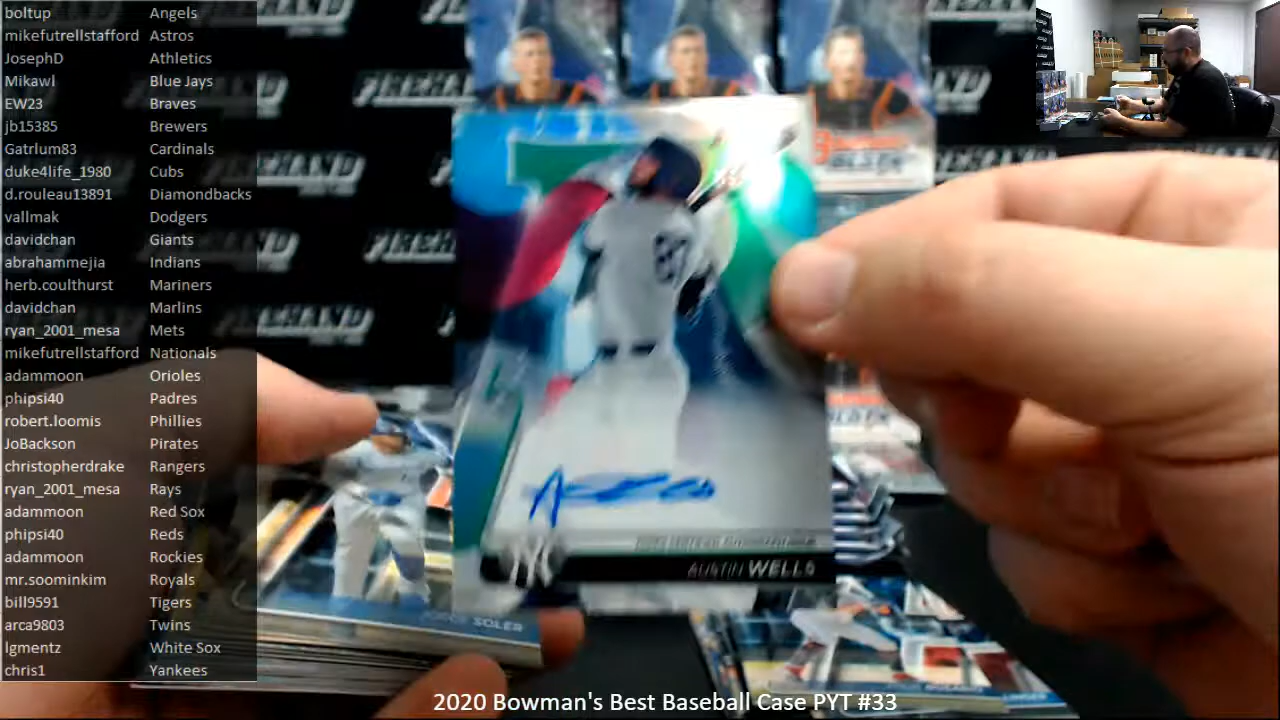 boltup Angels
mikefutrellstafford Astros
JosephD Athletics
Mikawl Blue Jays
EW23 Braves
jb15385 Brewers
Gatrlum83 Cardinals
duke4life_1980 Cubs
d.rouleau13891 Diamondbacks
vallmak Dodgers
davidchan Giants
abrahammejia Indians
herb.coulthurst Mariners
davidchan Marlins
ryan_2001_mesa Mets
mikefutrellstafford Nationals
adammoon Orioles
phipsi40 Padres
robert.loomis Phillies
JoBackson Pirates
christopherdrake Rangers
ryan_2001_mesa Rays
adammoon Red Sox
phipsi40 Reds
adammoon Rockies
mr.soominkim Royals
bill9591 Tigers
arca9803 Twins
lgmentz White Sox
chris1 Yankees
FIREHAND
FIREHAND
FIREHAND
NY
AUSTIN WELLS
SOLER
2020 Bowman's Best Baseball Case PYT #33